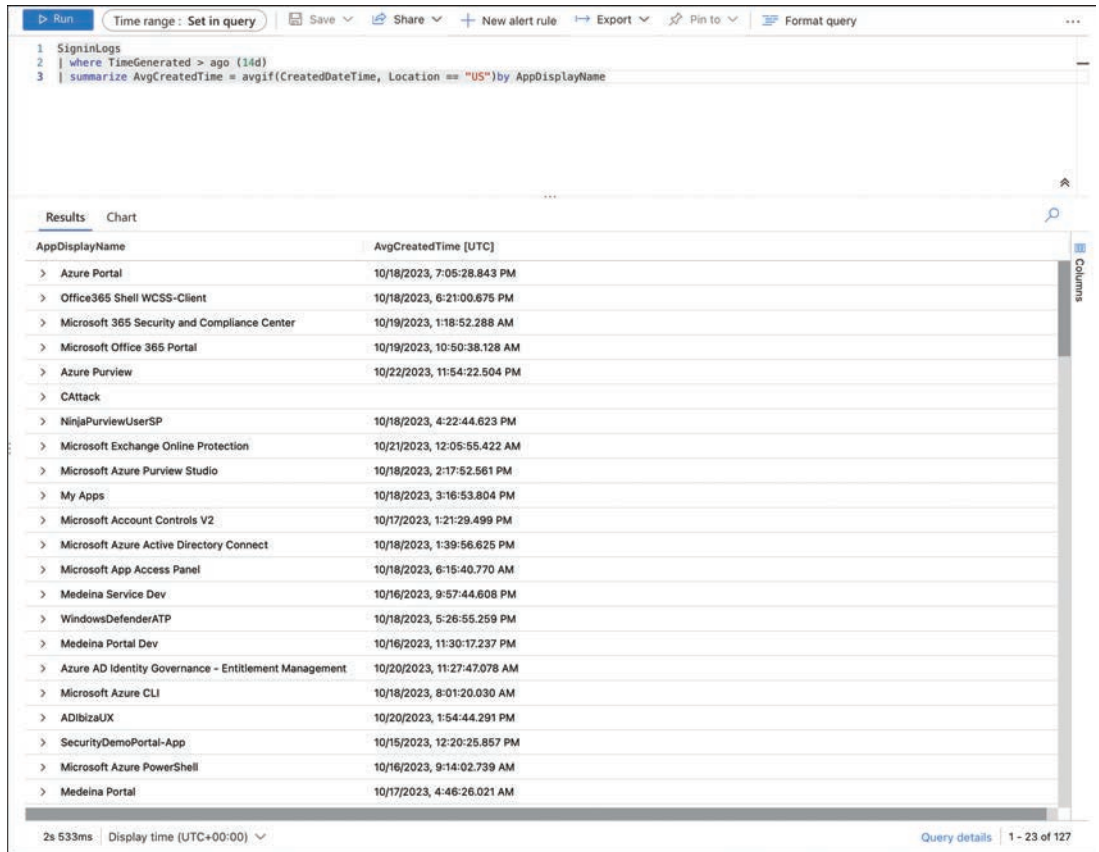 Run Time range : Set in query Save Share New alert rule Export Pin to Format query ...
1 SigninLogs
2 | where TimeGenerated > ago (14d)
3 | summarize AvgCreatedTime = avgif(CreatedDateTime, Location == "US")by AppDisplayName
...
Results Chart
AppDisplayName AvgCreatedTime [UTC]
Columns
> Azure Portal 10/18/2023, 7:05:28.843 PM
> Office365 Shell WCSS-Client 10/18/2023, 6:21:00.675 PM
> Microsoft 365 Security and Compliance Center 10/19/2023, 1:18:52.288 AM
> Microsoft Office 365 Portal 10/19/2023, 10:50:38.128 AM
> Azure Purview 10/22/2023, 11:54:22.504 PM
> CAttack
> NinjaPurviewUserSP 10/18/2023, 4:22:44.623 PM
> Microsoft Exchange Online Protection 10/21/2023, 12:05:55.422 AM
> Microsoft Azure Purview Studio 10/18/2023, 2:17:52.561 PM
> My Apps 10/18/2023, 3:16:53.804 PM
> Microsoft Account Controls V2 10/17/2023, 1:21:29.499 PM
> Microsoft Azure Active Directory Connect 10/18/2023, 1:39:56.625 PM
> Microsoft App Access Panel 10/18/2023, 6:15:40.770 AM
> Medeina Service Dev 10/16/2023, 9:57:44.608 PM
> WindowsDefenderATP 10/18/2023, 5:26:55.259 PM
> Medeina Portal Dev 10/16/2023, 11:30:17.237 PM
> Azure AD Identity Governance - Entitlement Management 10/20/2023, 11:27:47.078 AM
> Microsoft Azure CLI 10/18/2023, 8:01:20.030 AM
> ADIbizaUX 10/20/2023, 1:54:44.291 PM
> SecurityDemoPortal-App 10/15/2023, 12:20:25.857 PM
> Microsoft Azure PowerShell 10/16/2023, 9:14:02.739 AM
> Medeina Portal 10/17/2023, 4:46:26.021 AM
2s 533ms Display time (UTC+00:00) Query details 1 - 23 of 127